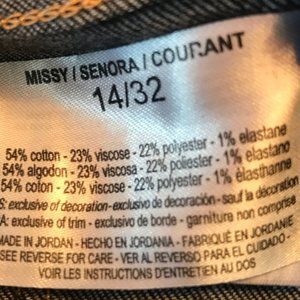 MISSY / SENORA / COURANT
14/32
54% cotton - 23% viscose - 22% polyester - 1% elastane
54% algodon - 23% viscosa - 22% poliester - 1% elastano
54% coton - 23% viscose - 22% polyester - 1% élasthanne
S: exclusive of decoration - exclusivo de decoración - sauf la décoration
A: exclusive of trim - exclusivo de borde - garniture non comprise
MADE IN JORDAN - HECHO EN JORDANIA - FABRIQUÉ EN JORDANIE
SEE REVERSE FOR CARE - VER AL REVERSO PARA EL CUIDADO -
VOIR LES INSTRUCTIONS D'ENTRETIEN AU DOS